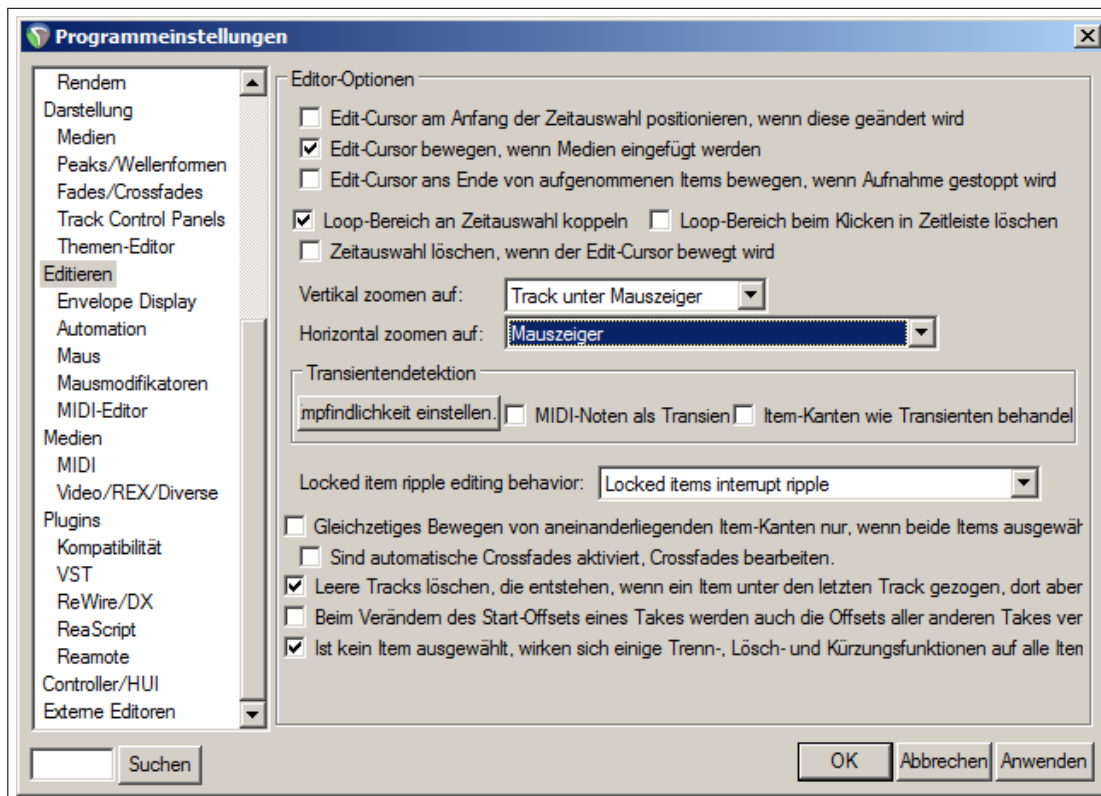 Programmeinstellungen
Rendern
Darstellung
Medien
Peaks/Wellenformen
Fades/Crossfades
Track Control Panels
Themen-Editor
Editieren
Envelope Display
Automation
Maus
Mausmodifikatoren
MIDI-Editor
Medien
MIDI
Video/REX/Diverse
Plugins
Kompatibilität
VST
ReWire/DX
ReaScript
Reamote
Controller/HUI
Externe Editoren
Suchen
Editor-Optionen
Edit-Cursor am Anfang der Zeitauswahl positionieren, wenn diese geändert wird
Edit-Cursor bewegen, wenn Medien eingefügt werden
Edit-Cursor ans Ende von aufgenommenen Items bewegen, wenn Aufnahme gestoppt wird
Loop-Bereich an Zeitauswahl koppeln Loop-Bereich beim Klicken in Zeitleiste löschen
Zeitauswahl löschen, wenn der Edit-Cursor bewegt wird
Vertikal zoomen auf: Track unter Mauszeiger
Horizontal zoomen auf: Mauszeiger
Transientendetektion
impfindlichkeit einstellen. MIDI-Noten als Transien Item-Kanten wie Transienten behandel
Locked item ripple editing behavior: Locked items interrupt ripple
Gleichzetiges Bewegen von aneinanderliegenden Item-Kanten nur, wenn beide Items ausgewäh
Sind automatische Crossfades aktiviert, Crossfades bearbeiten.
Leere Tracks löschen, die entstehen, wenn ein Item unter den letzten Track gezogen, dort aber
Beim Verändern des Start-Offsets eines Takes werden auch die Offsets aller anderen Takes ver
Ist kein Item ausgewählt, wirken sich einige Trenn-, Lösch- und Kürzungsfunktionen auf alle Iten
OK Abbrechen Anwenden